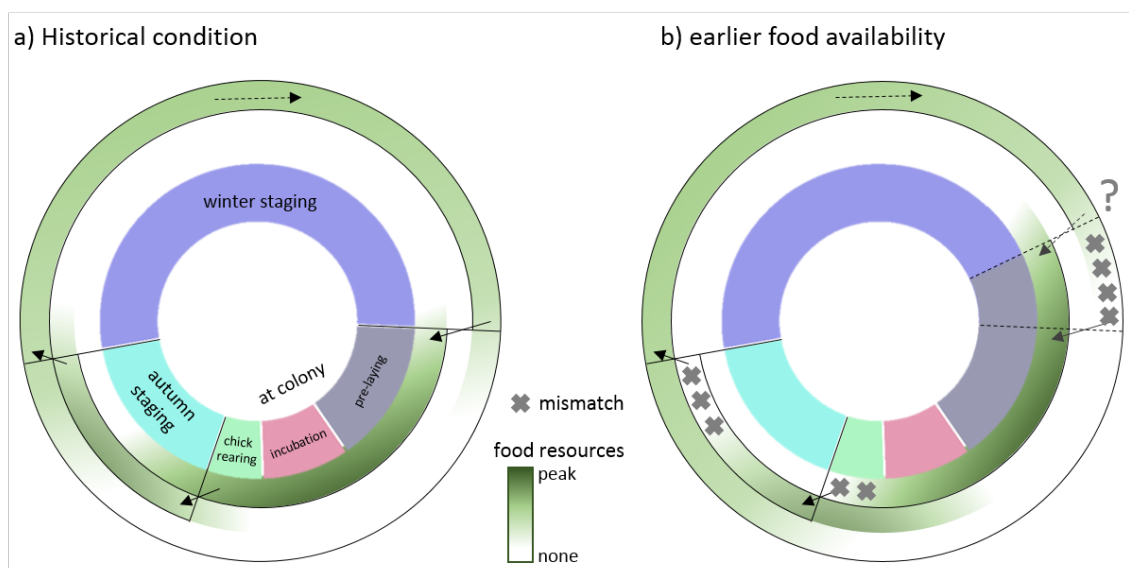 a) Historical condition
b) earlier food availability
winter staging
autumn
staging
at colony
pre-laying
chick
rearing
incubation
?
mismatch
food resources
peak
none